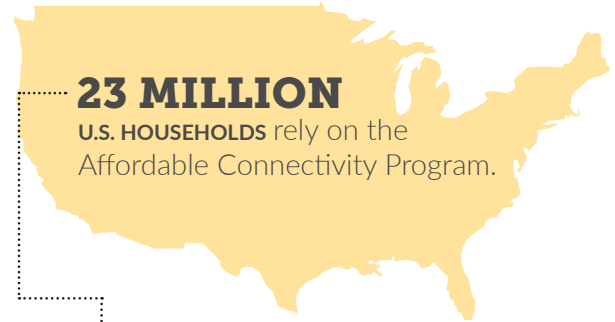 23 MILLION
U.S. HOUSEHOLDS rely on the
Affordable Connectivity Program.